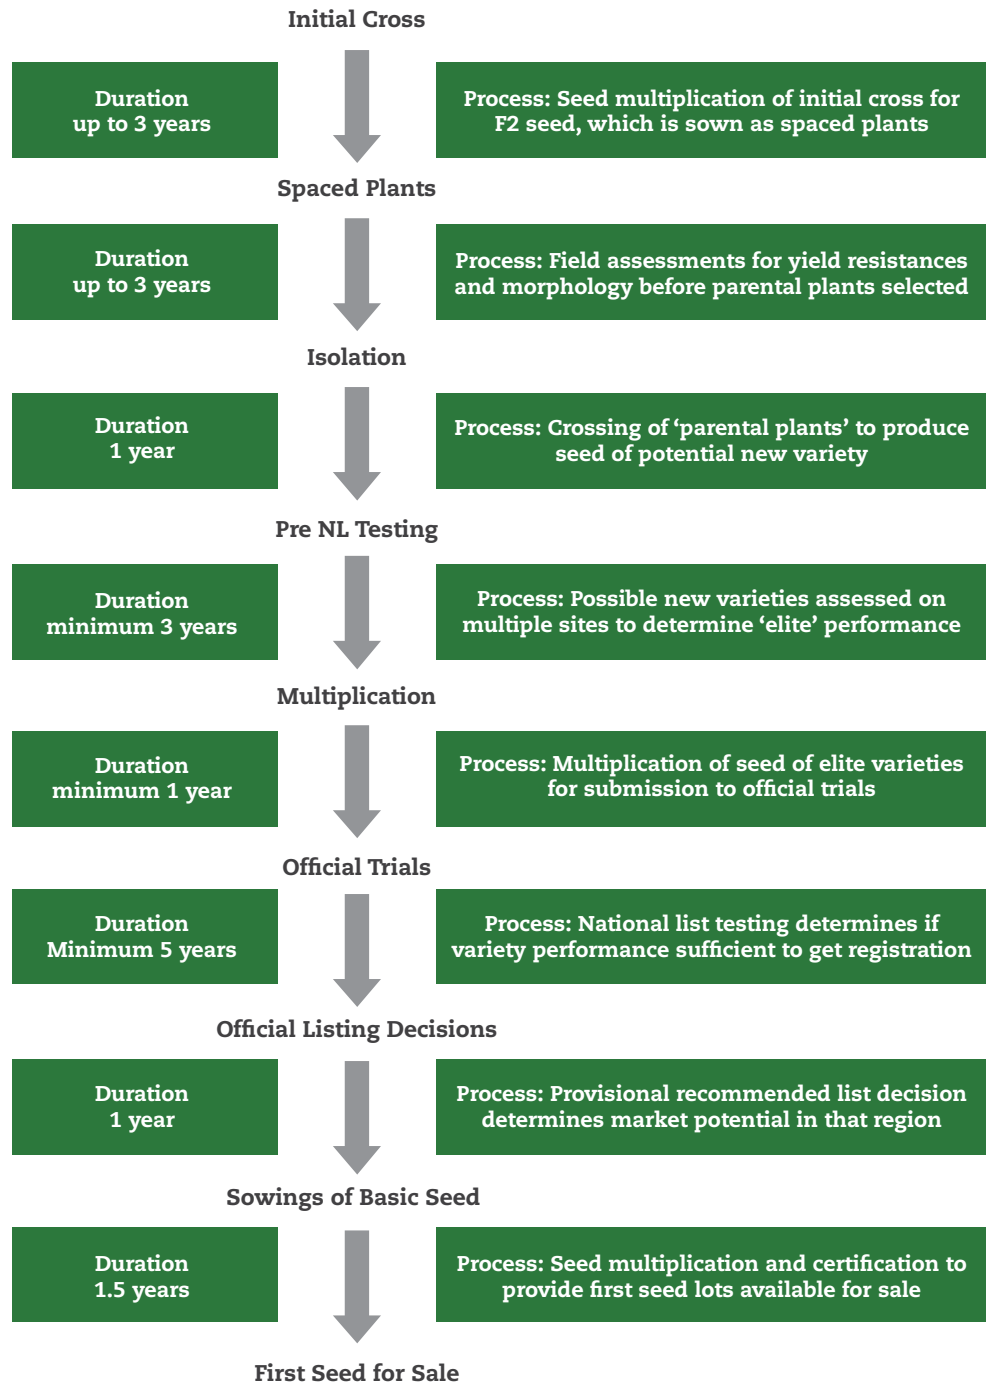 Initial Cross
Duration
up to 3 years
Process: Seed multiplication of initial cross for
F2 seed, which is sown as spaced plants
Spaced Plants
Duration
up to 3 years
Process: Field assessments for yield resistances
and morphology before parental plants selected
Isolation
Duration
1 year
Process: Crossing of ‘parental plants’ to produce
seed of potential new variety
Pre NL Testing
Duration
minimum 3 years
Process: Possible new varieties assessed on
multiple sites to determine ‘elite’ performance
Multiplication
Duration
minimum 1 year
Process: Multiplication of seed of elite varieties
for submission to official trials
Official Trials
Duration
Minimum 5 years
Process: National list testing determines if
variety performance sufficient to get registration
Official Listing Decisions
Duration
1 year
Process: Provisional recommended list decision
determines market potential in that region
Sowings of Basic Seed
Duration
1.5 years
Process: Seed multiplication and certification to
provide first seed lots available for sale
First Seed for Sale